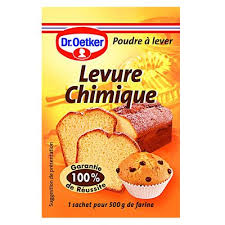 Dr.Oetker
Poudre à lever
Levure
Chimique
Garantie
100%
de Réussite
1 sachet pour 500 g de farine
Suggestion de présentation